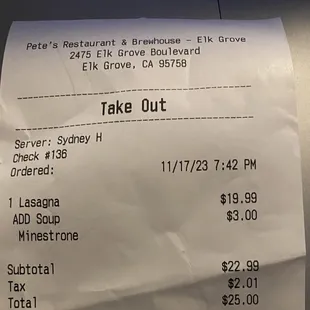 Pete's Restaurant & Brewhouse - Elk Grove
2475 Elk Grove Boulevard
Elk Grove, CA 95758
Take Out
Server: Sydney H
Check #136
Ordered: 11/17/23 7:42 PM
1 Lasagna $19.99
ADD Soup $3.00
Minestrone
Subtotal $22.99
Tax $2.01
Total $25.00